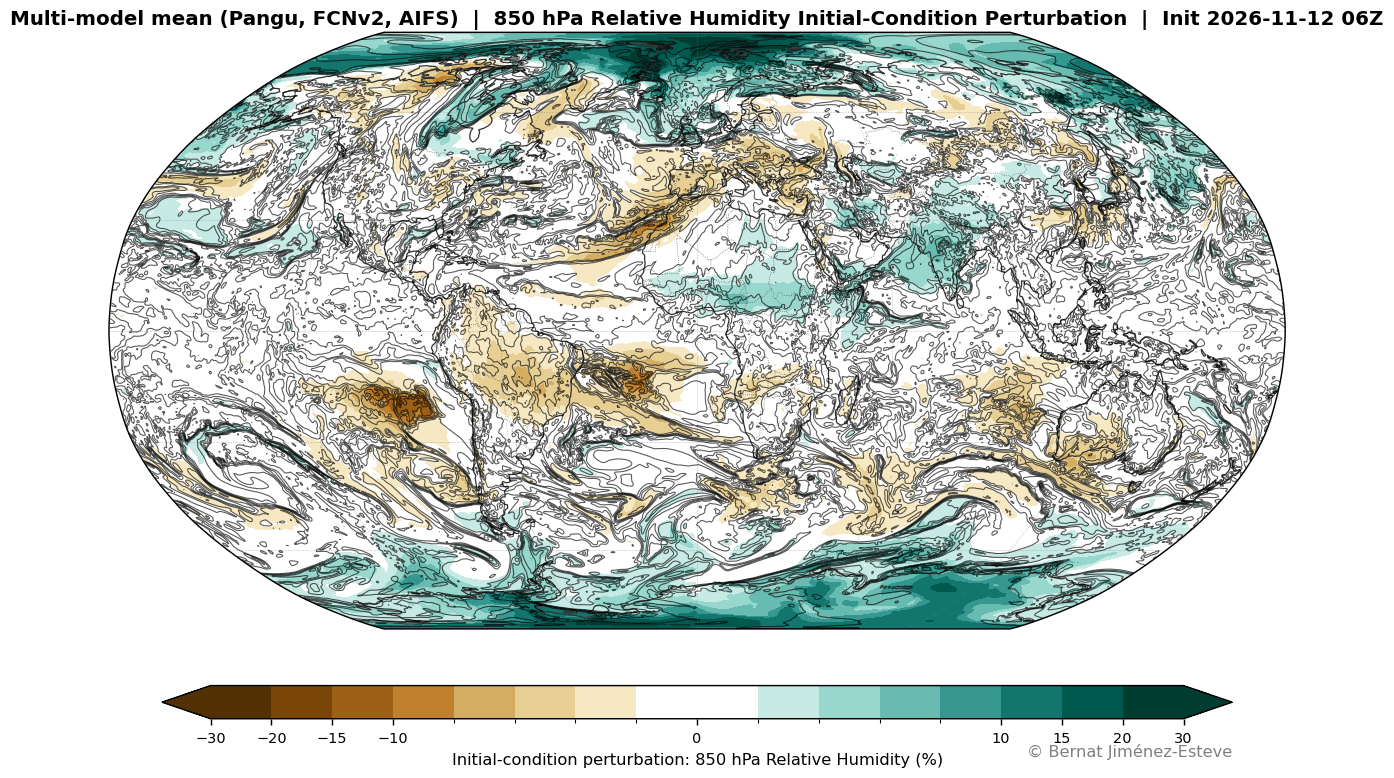 Multi-model mean (Pangu, FCNv2, AIFS)  |  850 hPa Relative Humidity Initial-Condition Perturbation  |  Init 2026-11-12 06Z
−30 −20 −15 −10 0 10 15 20 30
Initial-condition perturbation: 850 hPa Relative Humidity (%)
© Bernat Jiménez-Esteve